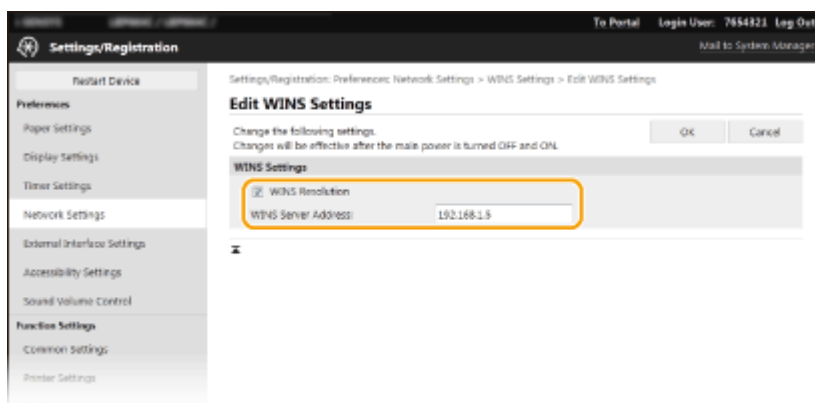 To Portal Login User: 7654321 Log Out
Settings/Registration
Mail to System Manager
Restart Device
Preferences
Paper Settings
Display Settings
Timer Settings
Network Settings
External Interface Settings
Accessibility Settings
Sound Volume Control
Function Settings
Common Settings
Printer Settings
Settings/Registration: Preferences: Network Settings > WINS Settings > Edit WINS Settings
Edit WINS Settings
Change the following settings.
Changes will be effective after the main power is turned OFF and ON.
OK Cancel
WINS Settings
WINS Resolution
WINS Server Address: 192.168.1.5